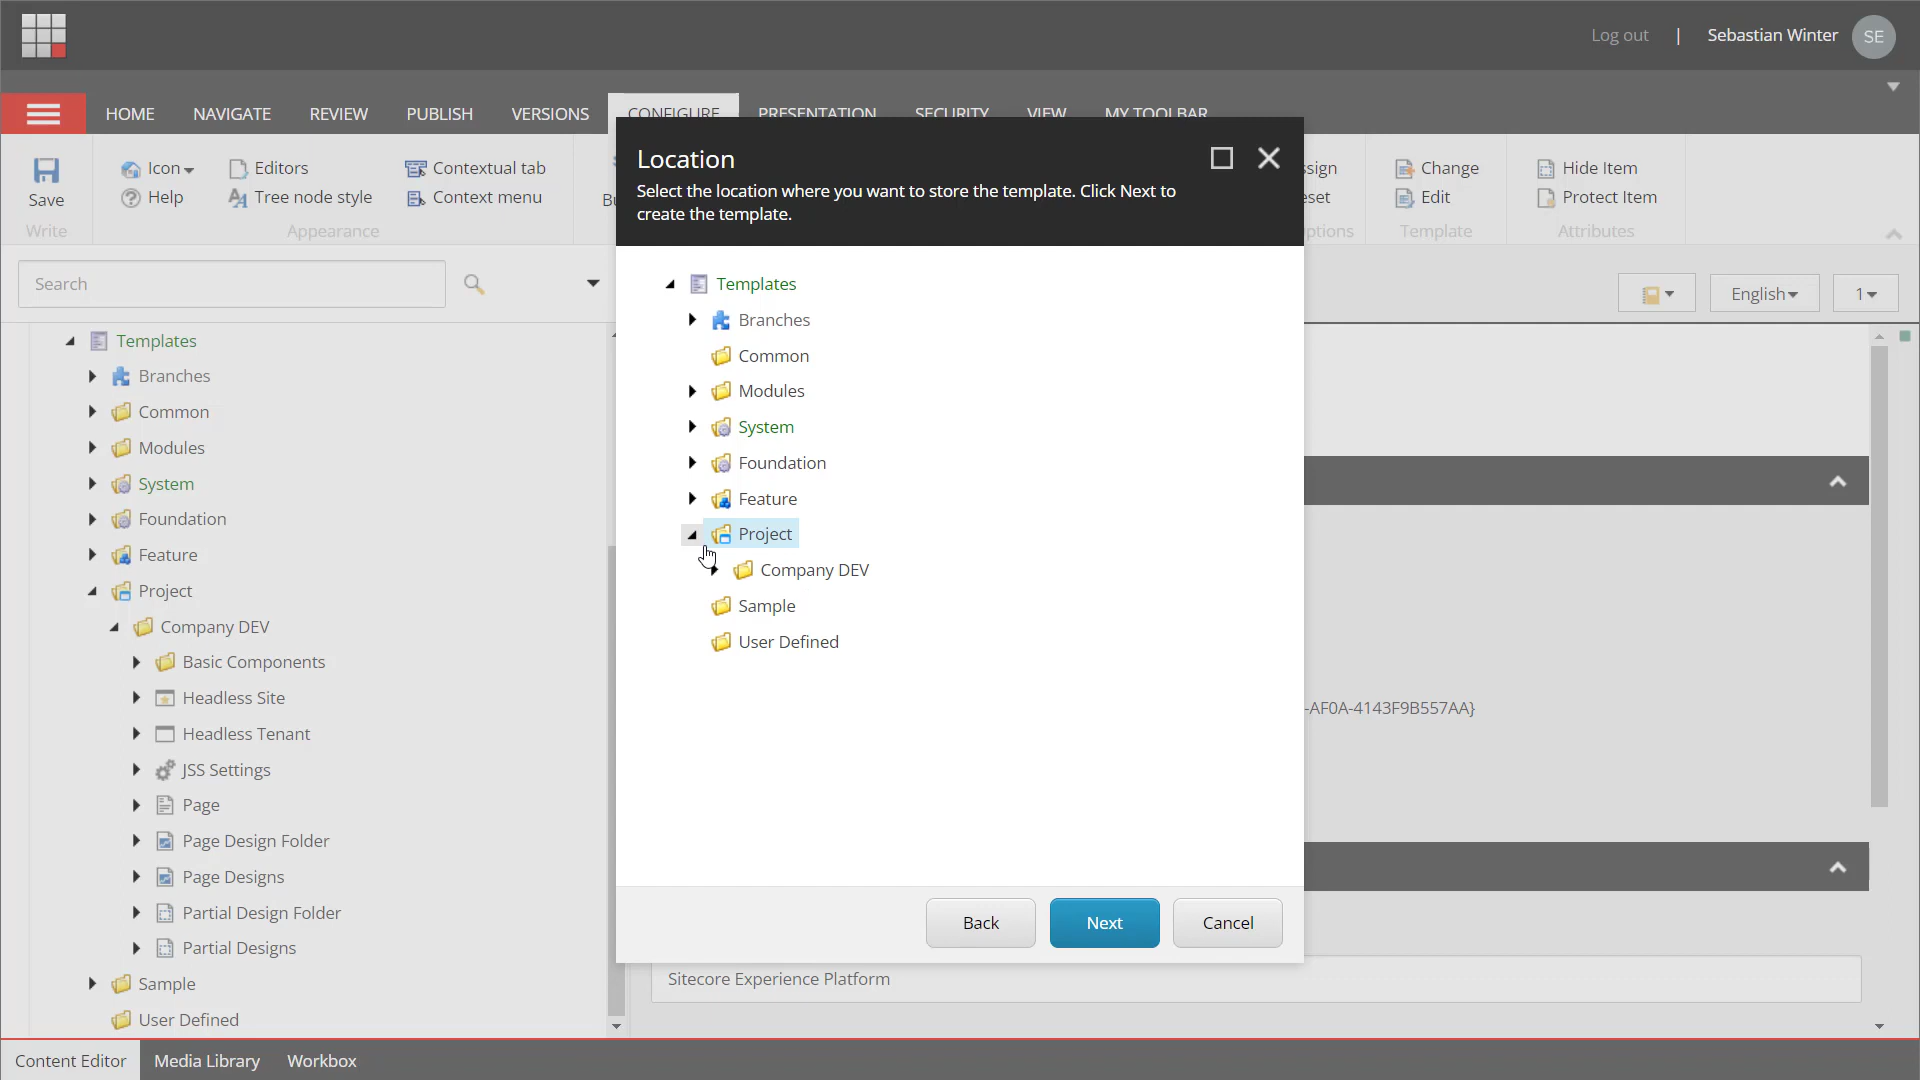 Log out | Sebastian Winter SE
HOME NAVIGATE REVIEW PUBLISH VERSIONS CONFIGURE PRESENTATION SECURITY VIEW MY TOOLBAR
Save
Write
Icon
Help
Editors
Tree node style
Contextual tab
Context menu
Appearance
Change
Edit
Template
Hide Item
Protect Item
Attributes
Search
English
1
Templates
Branches
Common
Modules
System
Foundation
Feature
Project
Company DEV
Basic Components
Headless Site
Headless Tenant
JSS Settings
Page
Page Design Folder
Page Designs
Partial Design Folder
Partial Designs
Sample
User Defined
Location
Select the location where you want to store the template. Click Next to
create the template.
Templates
Branches
Common
Modules
System
Foundation
Feature
Project
Company DEV
Sample
User Defined
Back Next Cancel
-AF0A-4143F9B557AA}
Sitecore Experience Platform
Content Editor Media Library Workbox